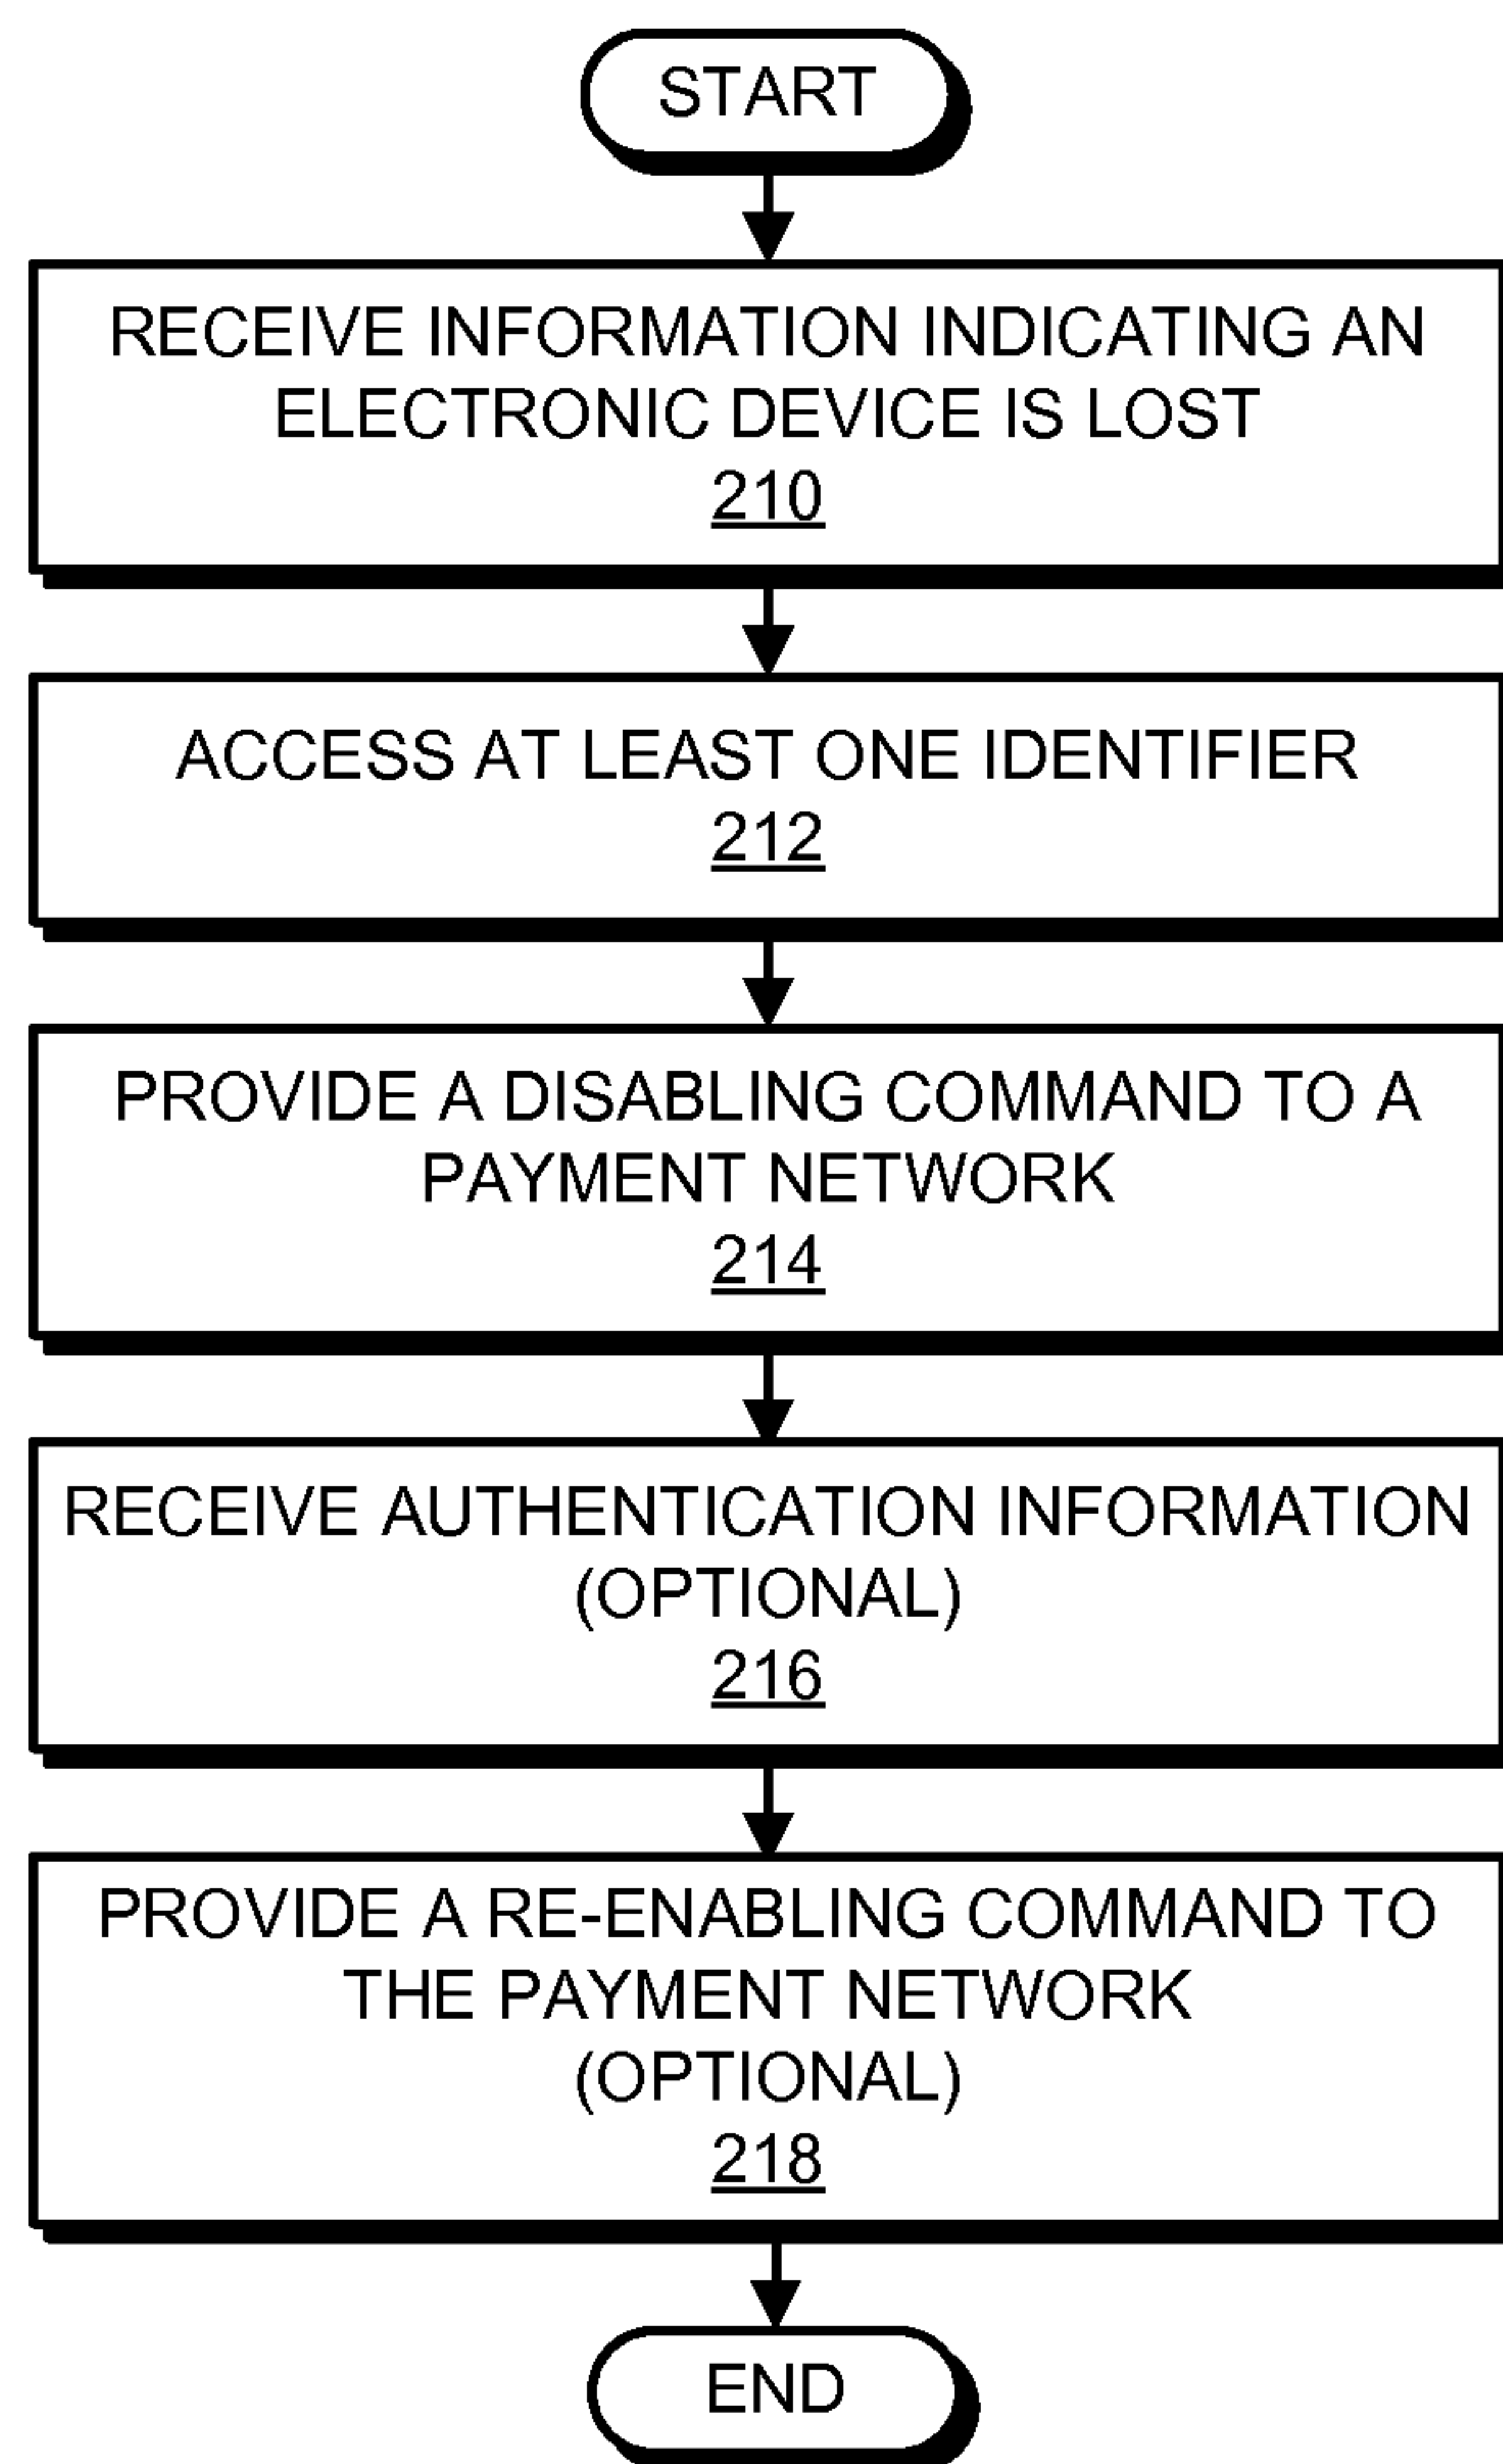 START
RECEIVE INFORMATION INDICATING AN
ELECTRONIC DEVICE IS LOST
210
ACCESS AT LEAST ONE IDENTIFIER
212
PROVIDE A DISABLING COMMAND TO A
PAYMENT NETWORK
214
RECEIVE AUTHENTICATION INFORMATION
(OPTIONAL)
216
PROVIDE A RE-ENABLING COMMAND TO
THE PAYMENT NETWORK
(OPTIONAL)
218
END